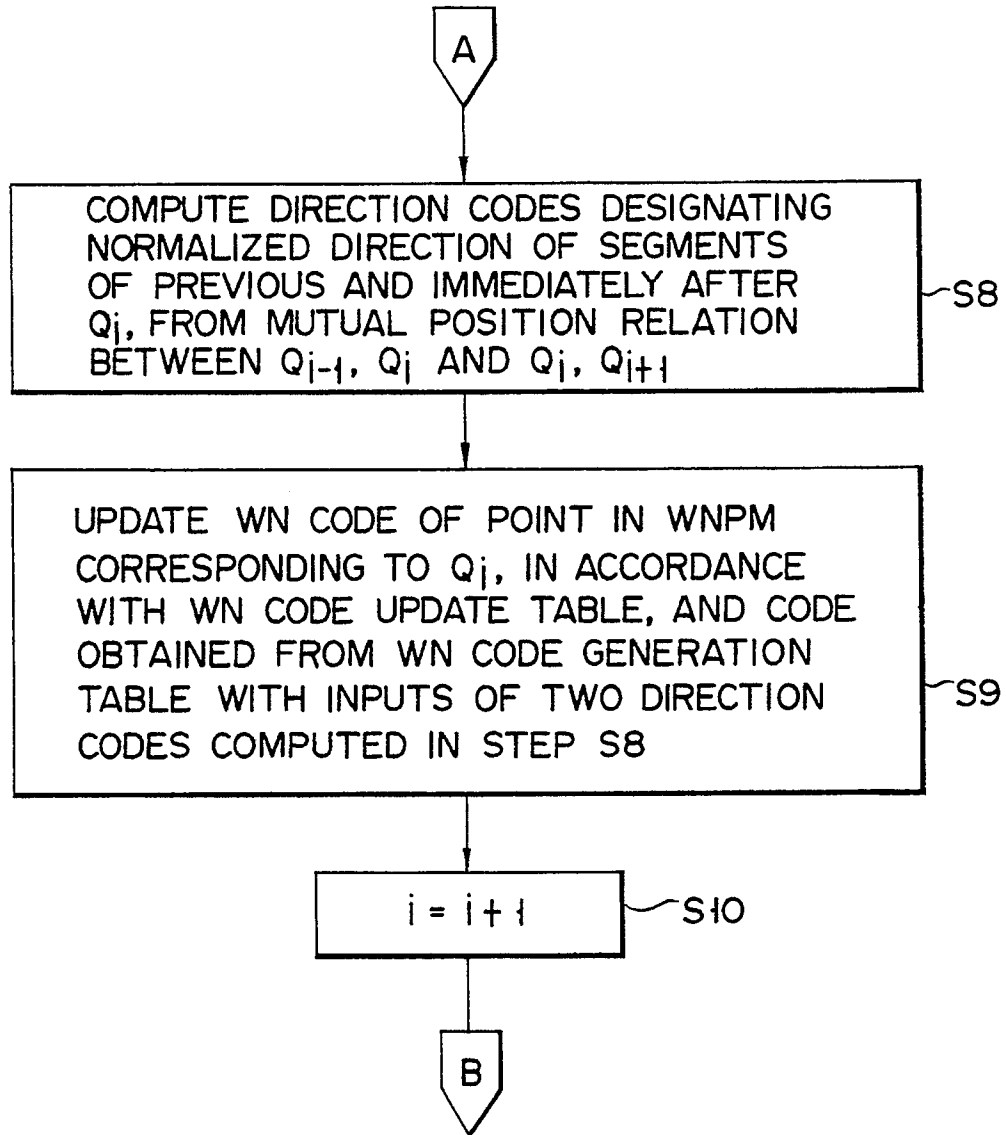 A
COMPUTE DIRECTION CODES DESIGNATING
NORMALIZED DIRECTION OF SEGMENTS
OF PREVIOUS AND IMMEDIATELY AFTER
Qi, FROM MUTUAL POSITION RELATION
BETWEEN Qi-1, Qi AND Qi, Qi+1
S8
UPDATE WN CODE OF POINT IN WNPM
CORRESPONDING TO Qi, IN ACCORDANCE
WITH WN CODE UPDATE TABLE, AND CODE
OBTAINED FROM WN CODE GENERATION
TABLE WITH INPUTS OF TWO DIRECTION
CODES COMPUTED IN STEP S8
S9
i = i + 1
S10
B